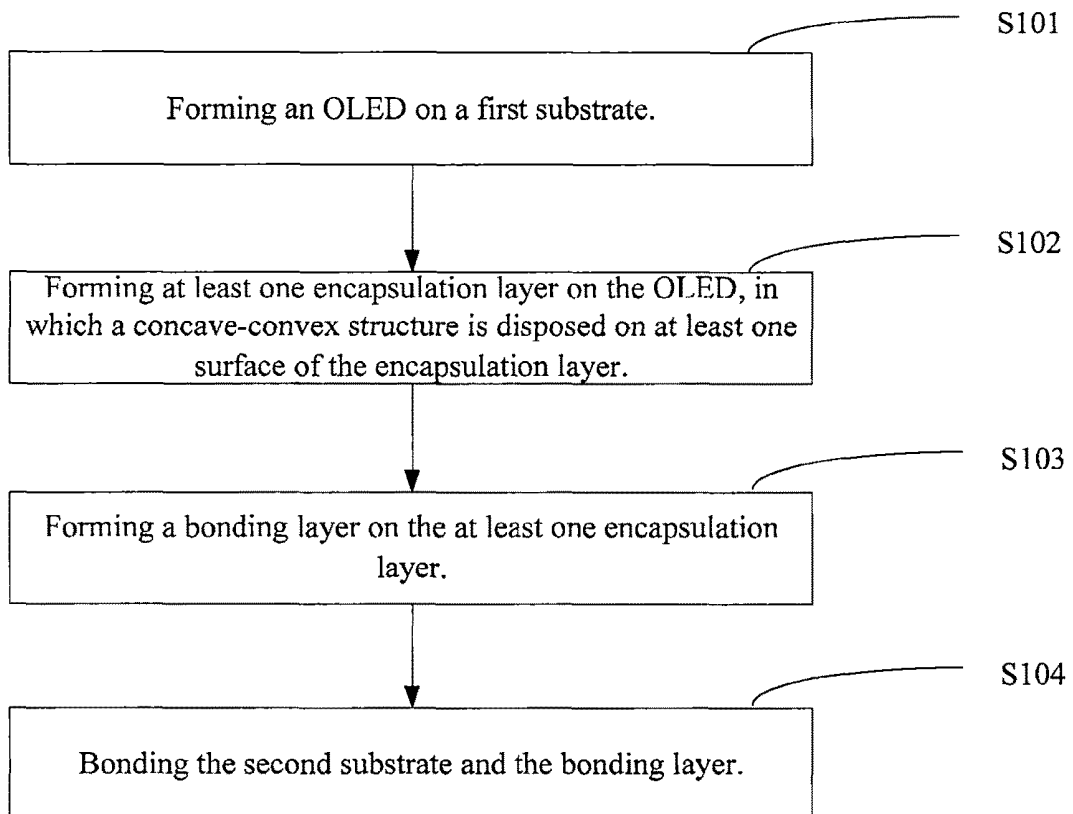 S101
Forming an OLED on a first substrate.
S102
Forming at least one encapsulation layer on the OLED, in
which a concave-convex structure is disposed on at least one
surface of the encapsulation layer.
S103
Forming a bonding layer on the at least one encapsulation
layer.
S104
Bonding the second substrate and the bonding layer.